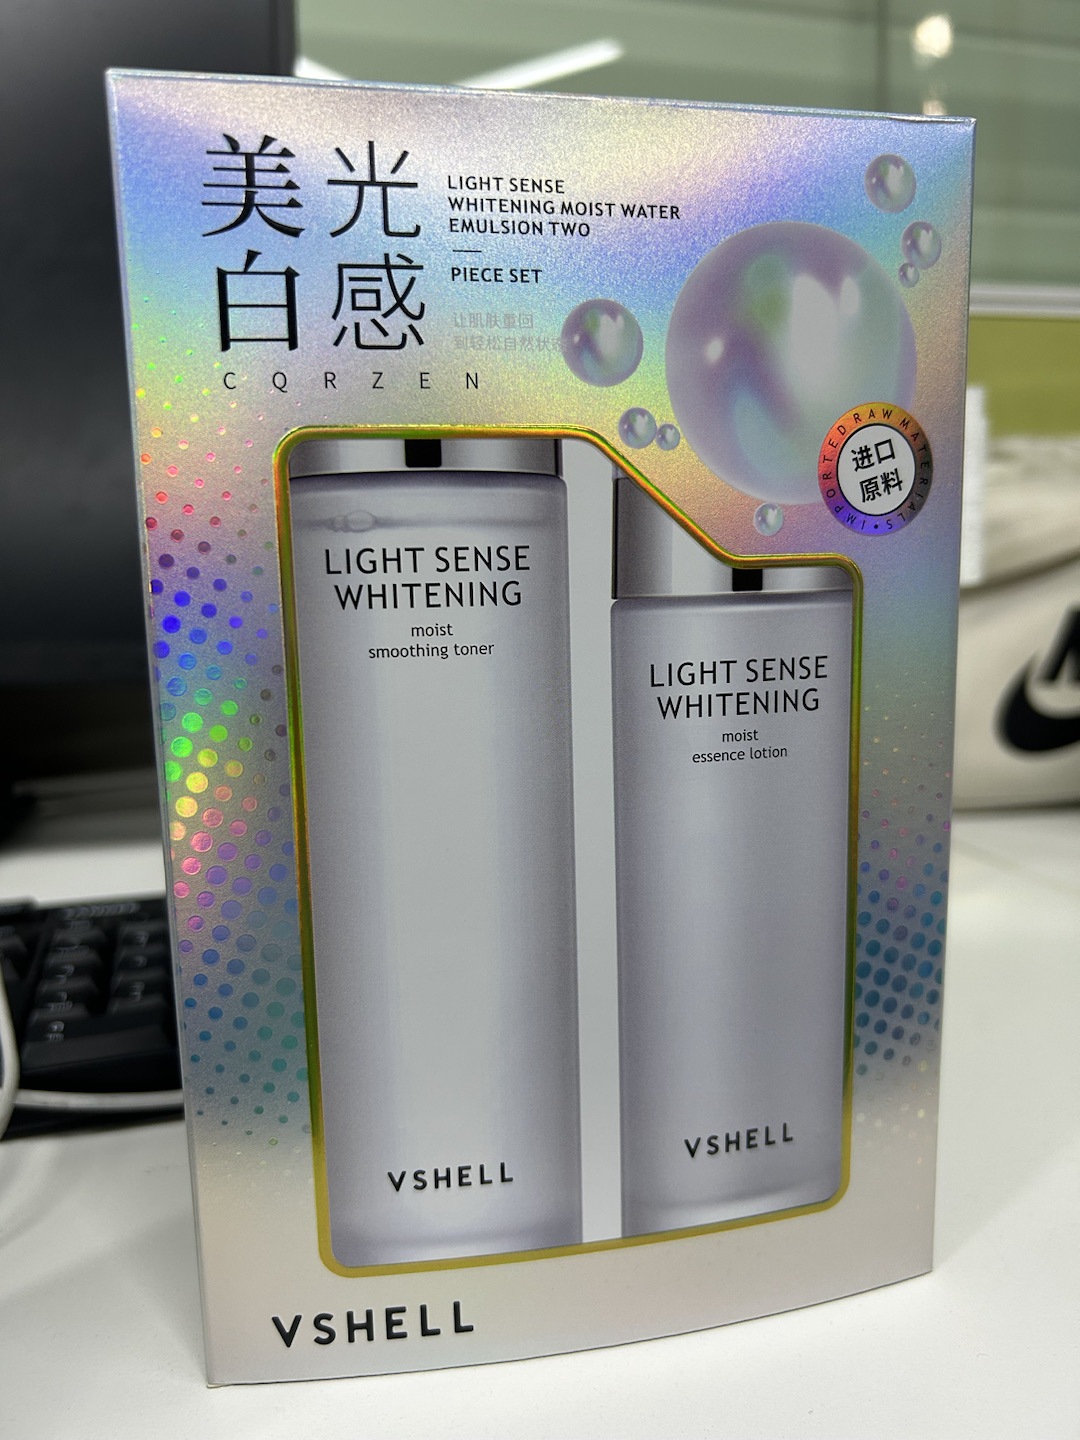 美光
白感
CQRZEN
LIGHT SENSE
WHITENING MOIST WATER
EMULSION TWO
PIECE SET
让肌肤重回
到轻松自然状态
IMPORTED RAW MATERIALS
进口
原料
LIGHT SENSE
WHITENING
moist
smoothing toner
VSHELL
LIGHT SENSE
WHITENING
moist
essence lotion
VSHELL
VSHELL